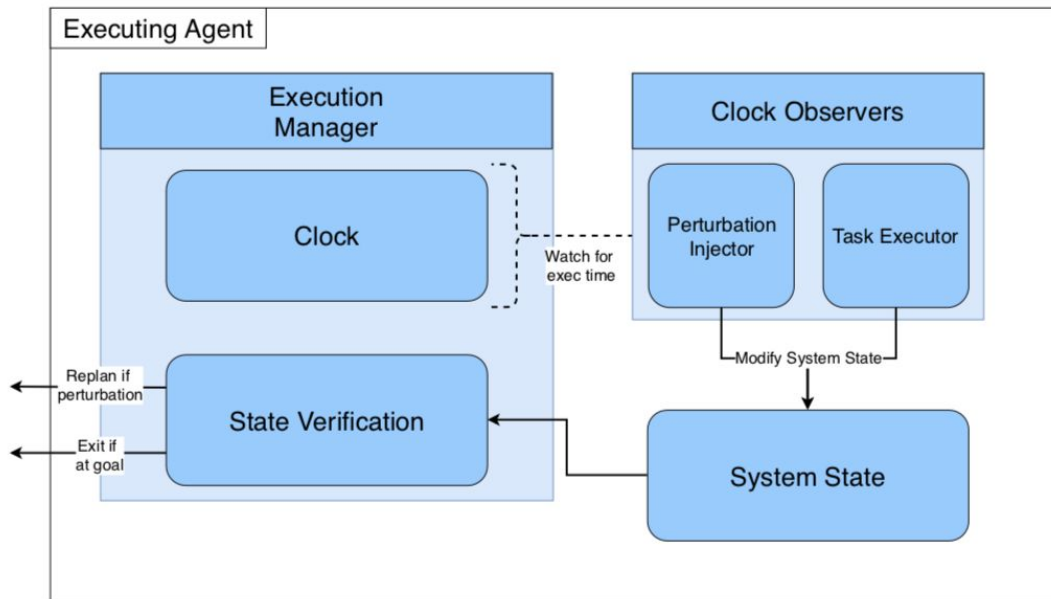 Executing Agent
Execution
Manager
Clock Observers
Clock
Perturbation
Injector
Task Executor
Watch for
exec time
Modify System State
Replan if
perturbation
State Verification
Exit if
at goal
System State